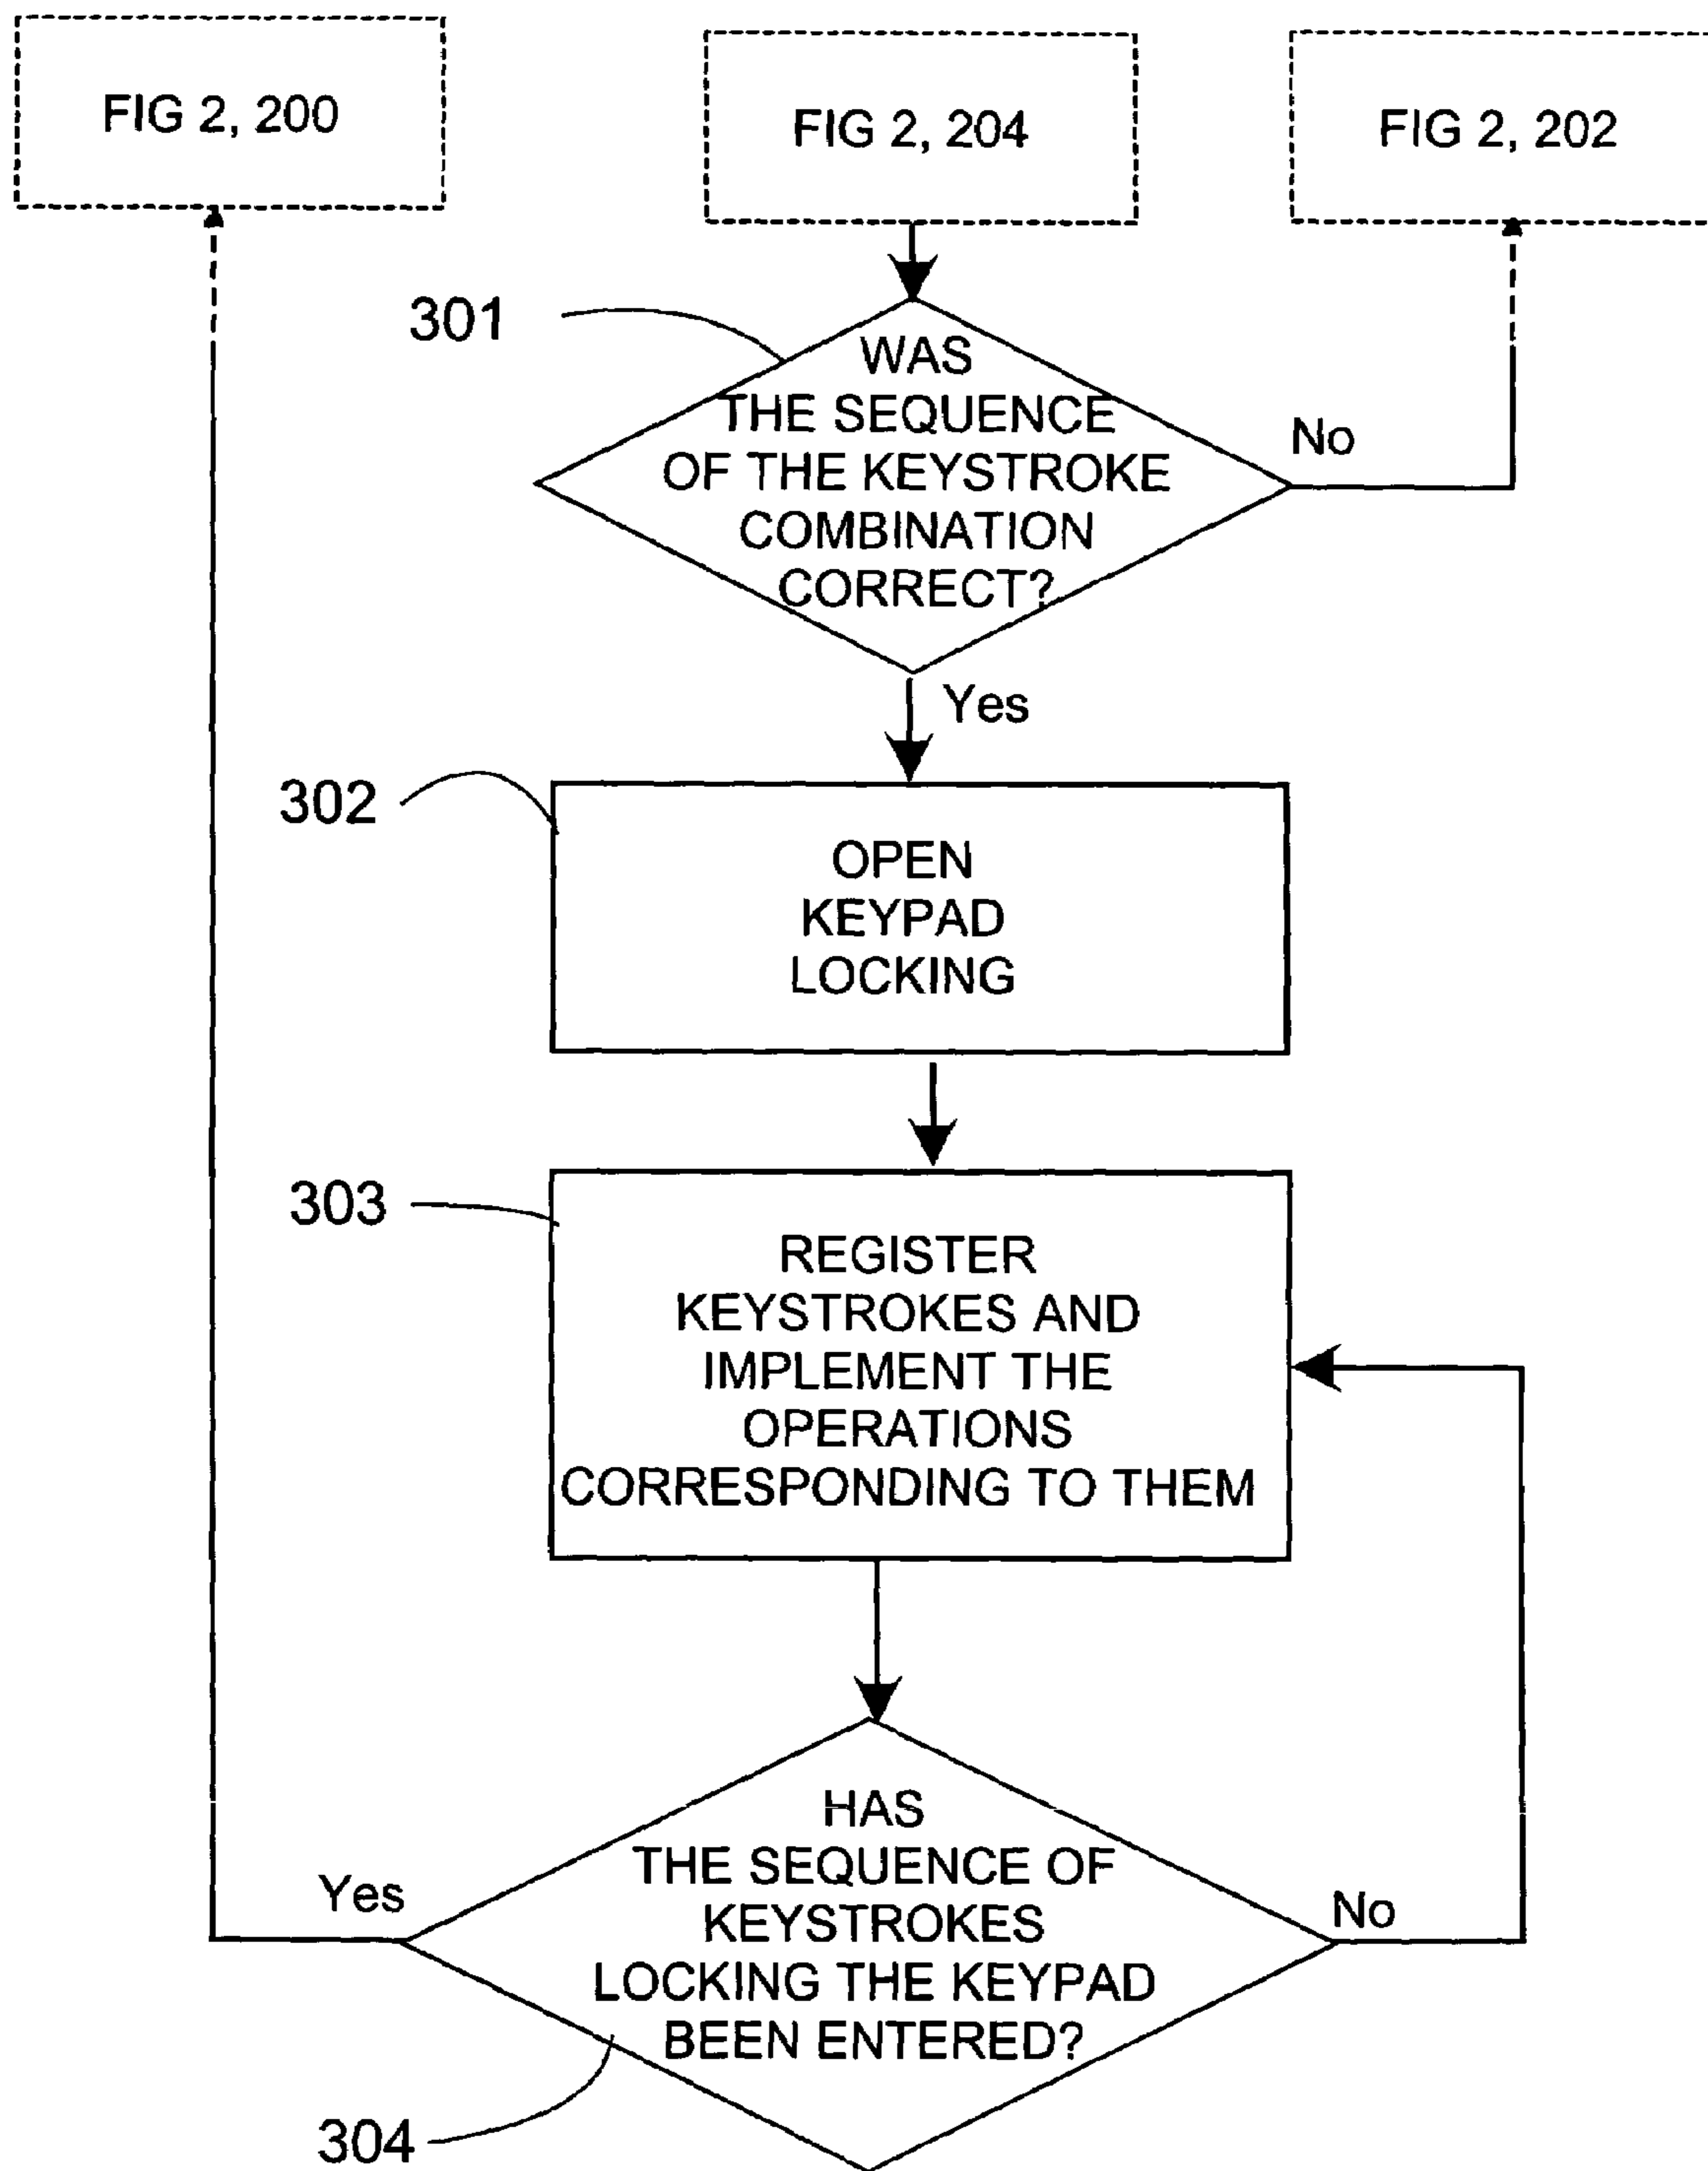 FIG 2, 200
FIG 2, 204
FIG 2, 202
301
WAS
THE SEQUENCE
OF THE KEYSTROKE
COMBINATION
CORRECT?
No
Yes
302
OPEN
KEYPAD
LOCKING
303
REGISTER
KEYSTROKES AND
IMPLEMENT THE
OPERATIONS
CORRESPONDING TO THEM
HAS
THE SEQUENCE OF
KEYSTROKES
LOCKING THE KEYPAD
BEEN ENTERED?
Yes
No
304